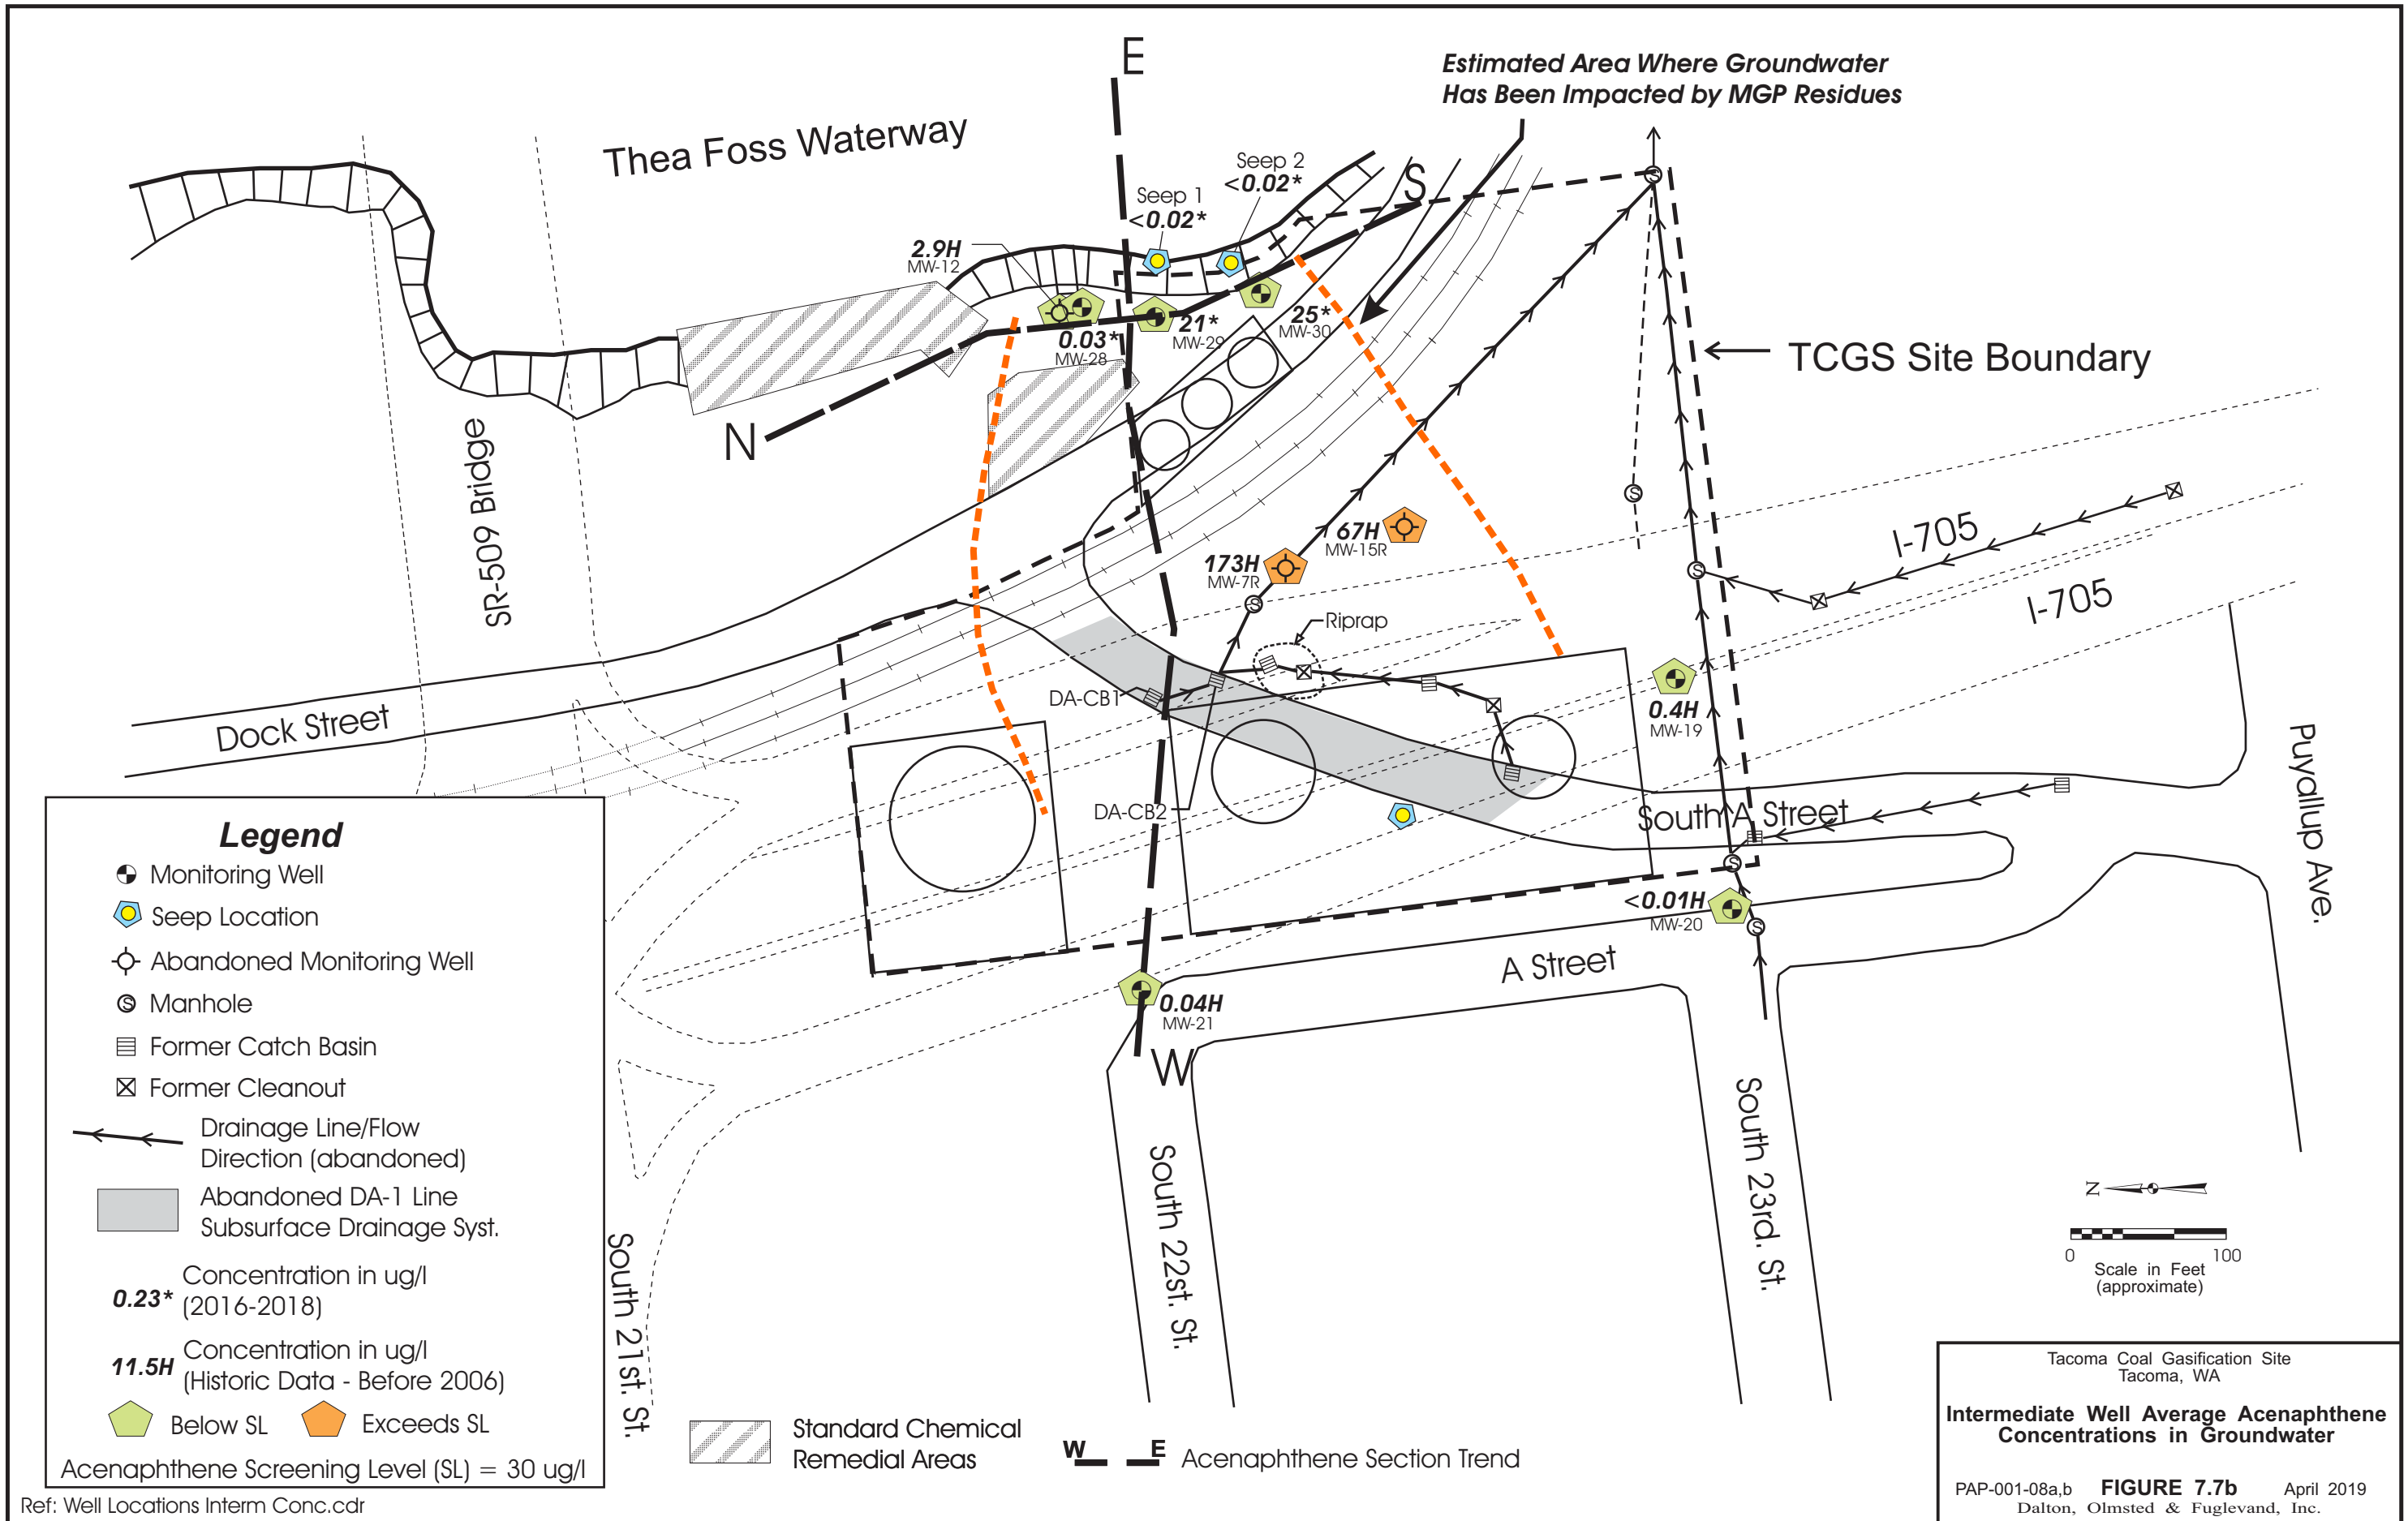 E
Estimated Area Where Groundwater
Has Been Impacted by MGP Residues
Thea Foss Waterway
Seep 2
<0.02*
Seep 1
<0.02*
S
2.9H
MW-12
0.03*
MW-28
21*
MW-29
25*
MW-30
TCGS Site Boundary
N
SR-509 Bridge
67H
MW-15R
173H
MW-7R
I-705
I-705
Riprap
DA-CB1
DA-CB2
0.4H
MW-19
Dock Street
Puyallup Ave.
South A Street
<0.01H
MW-20
A Street
0.04H
MW-21
W
S
S
S
S
S
S
South 21st. St.
South 22st. St.
South 23rd. St.
N
0 100
Scale in Feet
(approximate)
Legend
Monitoring Well
Seep Location
Abandoned Monitoring Well
S Manhole
Former Catch Basin
Former Cleanout
Drainage Line/Flow
Direction (abandoned)
Abandoned DA-1 Line
Subsurface Drainage Syst.
0.23* Concentration in ug/l
(2016-2018)
11.5H Concentration in ug/l
(Historic Data - Before 2006)
Below SL Exceeds SL
Acenaphthene Screening Level (SL) = 30 ug/l
Standard Chemical
Remedial Areas
W E Acenaphthene Section Trend
Ref: Well Locations Interm Conc.cdr
Tacoma Coal Gasification Site
Tacoma, WA
Intermediate Well Average Acenaphthene
Concentrations in Groundwater
PAP-001-08a,b FIGURE 7.7b April 2019
Dalton, Olmsted & Fuglevand, Inc.